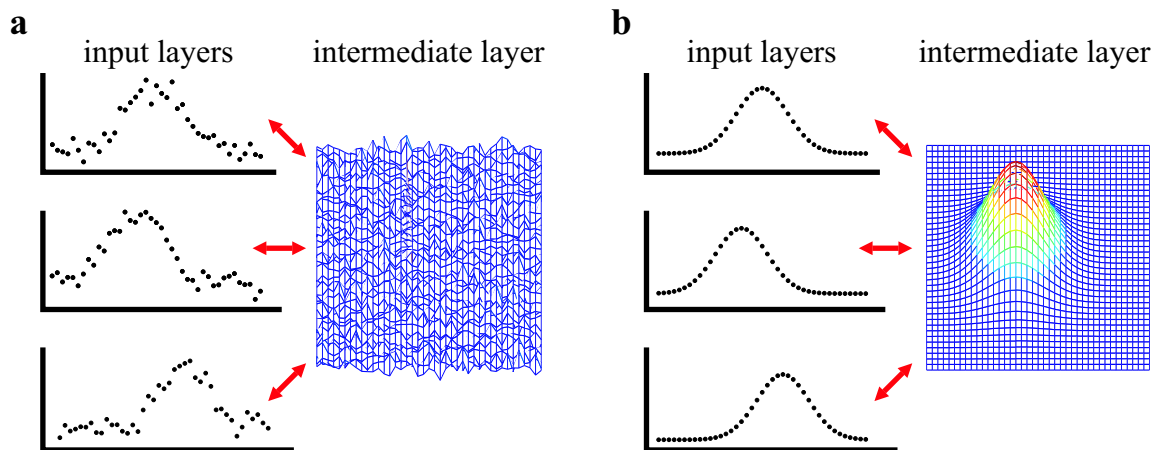 a
input layers
intermediate layer
b
input layers
intermediate layer